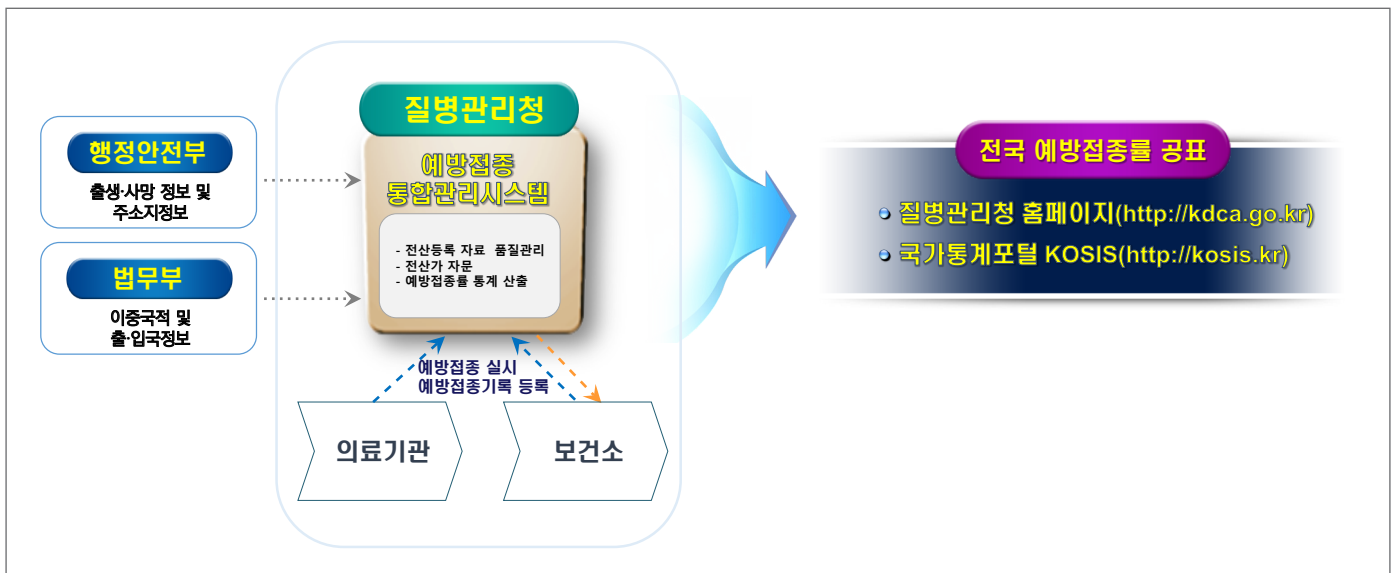 행정안전부
출생·사망 정보 및
주소지정보
법무부
이중국적 및
출·입국정보
질병관리청
예방접종
통합관리시스템
- 전산등록 자료 품질관리
- 전산가 자문
- 예방접종률 통계 산출
예방접종 실시
예방접종기록 등록
의료기관
보건소
전국 예방접종률 공표
질병관리청 홈페이지(http://kdca.go.kr)
국가통계포털 KOSIS(http://kosis.kr)